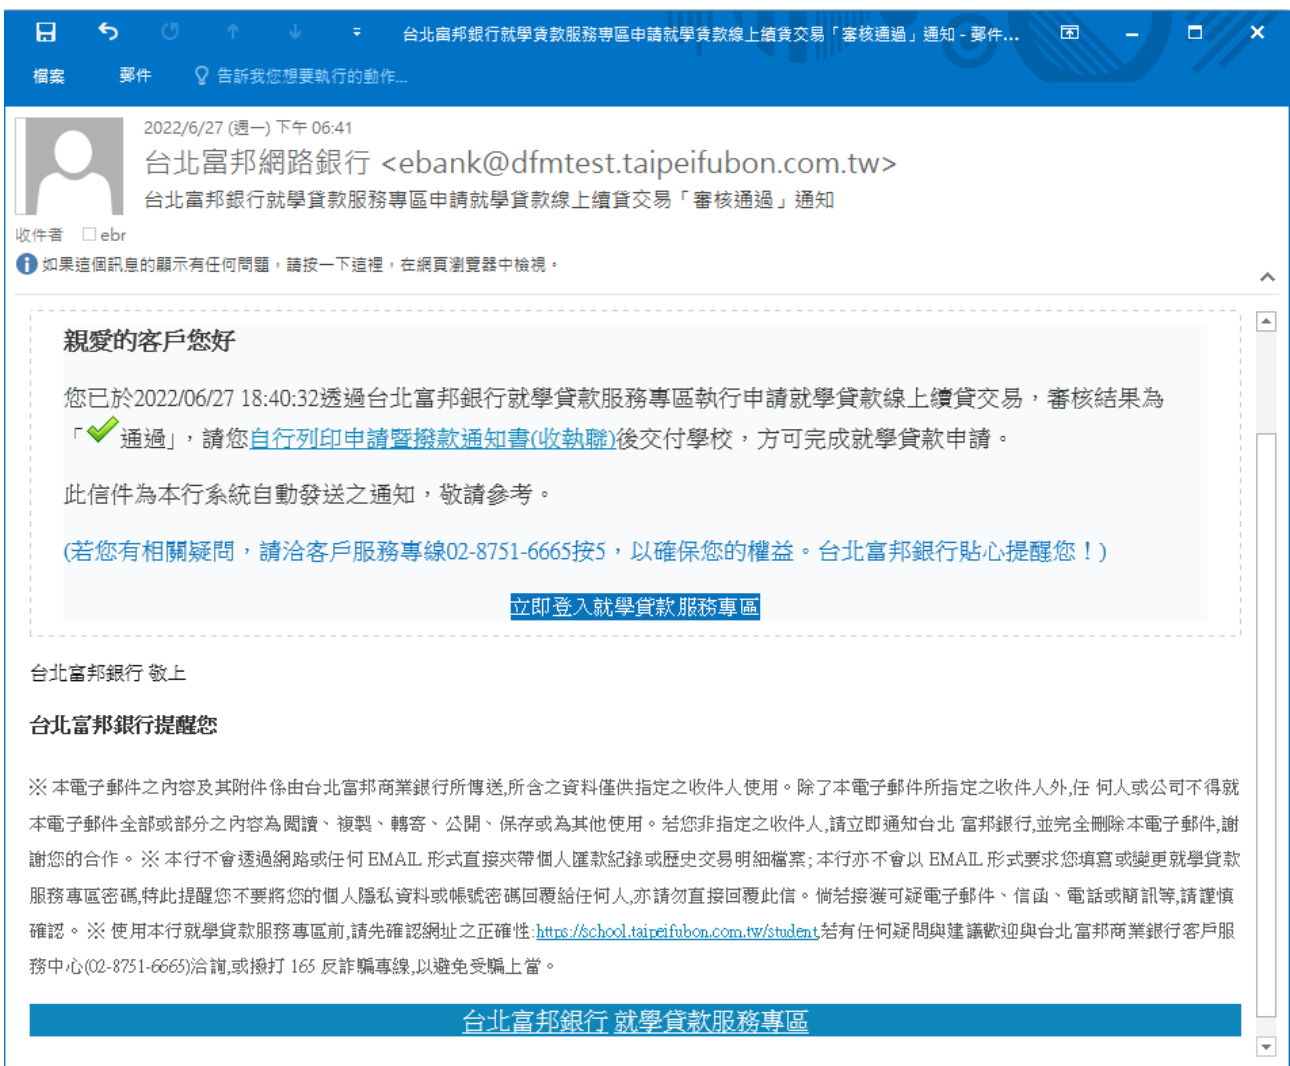 台北富邦銀行就學貸款服務專區申請就學貸款線上續貸交易「審核通過」通知 - 郵件...
檔案 郵件 告訴我您想要執行的動作...
2022/6/27 (週一) 下午 06:41
台北富邦網路銀行 <ebank@dfmtest.taipeifubon.com.tw>
台北富邦銀行就學貸款服務專區申請就學貸款線上續貸交易「審核通過」通知
收件者 ebr
如果這個訊息的顯示有任何問題，請按一下這裡，在網頁瀏覽器中檢視。
親愛的客戶您好
您已於2022/06/27 18:40:32透過台北富邦銀行就學貸款服務專區執行申請就學貸款線上續貸交易，審核結果為
「通過」，請您自行列印申請暨撥款通知書(收執聯)後交付學校，方可完成就學貸款申請。
此信件為本行系統自動發送之通知，敬請參考。
(若您有相關疑問，請洽客戶服務專線02-8751-6665按5，以確保您的權益。台北富邦銀行貼心提醒您！)
立即登入就學貸款服務專區
台北富邦銀行 敬上
台北富邦銀行提醒您
※ 本電子郵件之內容及其附件係由台北富邦商業銀行所傳送,所含之資料僅供指定之收件人使用。除了本電子郵件所指定之收件人外,任 何人或公司不得就
本電子郵件全部或部分之內容為閱讀、複製、轉寄、公開、保存或為其他使用。若您非指定之收件人,請立即通知台北 富邦銀行,並完全刪除本電子郵件,謝
謝您的合作。 ※ 本行不會透過網路或任何 EMAIL 形式直接夾帶個人匯款紀錄或歷史交易明細檔案; 本行亦不會以 EMAIL 形式要求您填寫或變更就學貸款
服務專區密碼,特此提醒您不要將您的個人隱私資料或帳號密碼回覆給任何人,亦請勿直接回覆此信。倘若接獲可疑電子郵件、信函、電話或簡訊等,請謹慎
確認。 ※ 使用本行就學貸款服務專區前,請先確認網址之正確性:https://school.taipeifubon.com.tw/student,若有任何疑問與建議歡迎與台北富邦商業銀行客戶服
務中心(02-8751-6665)洽詢,或撥打 165 反詐騙專線,以避免受騙上當。
台北富邦銀行 就學貸款服務專區